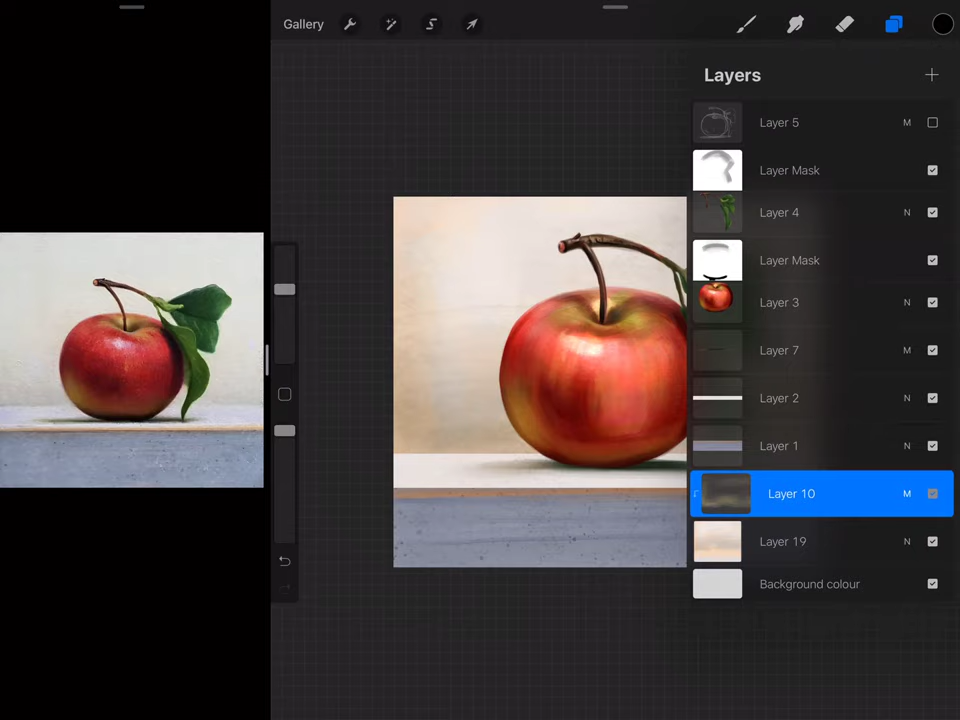 Gallery
Layers
Layer 5 M
Layer Mask
Layer 4 N
Layer Mask
Layer 3 N
Layer 7 M
Layer 2 N
Layer 1 N
Layer 10 M
Layer 19 N
Background colour